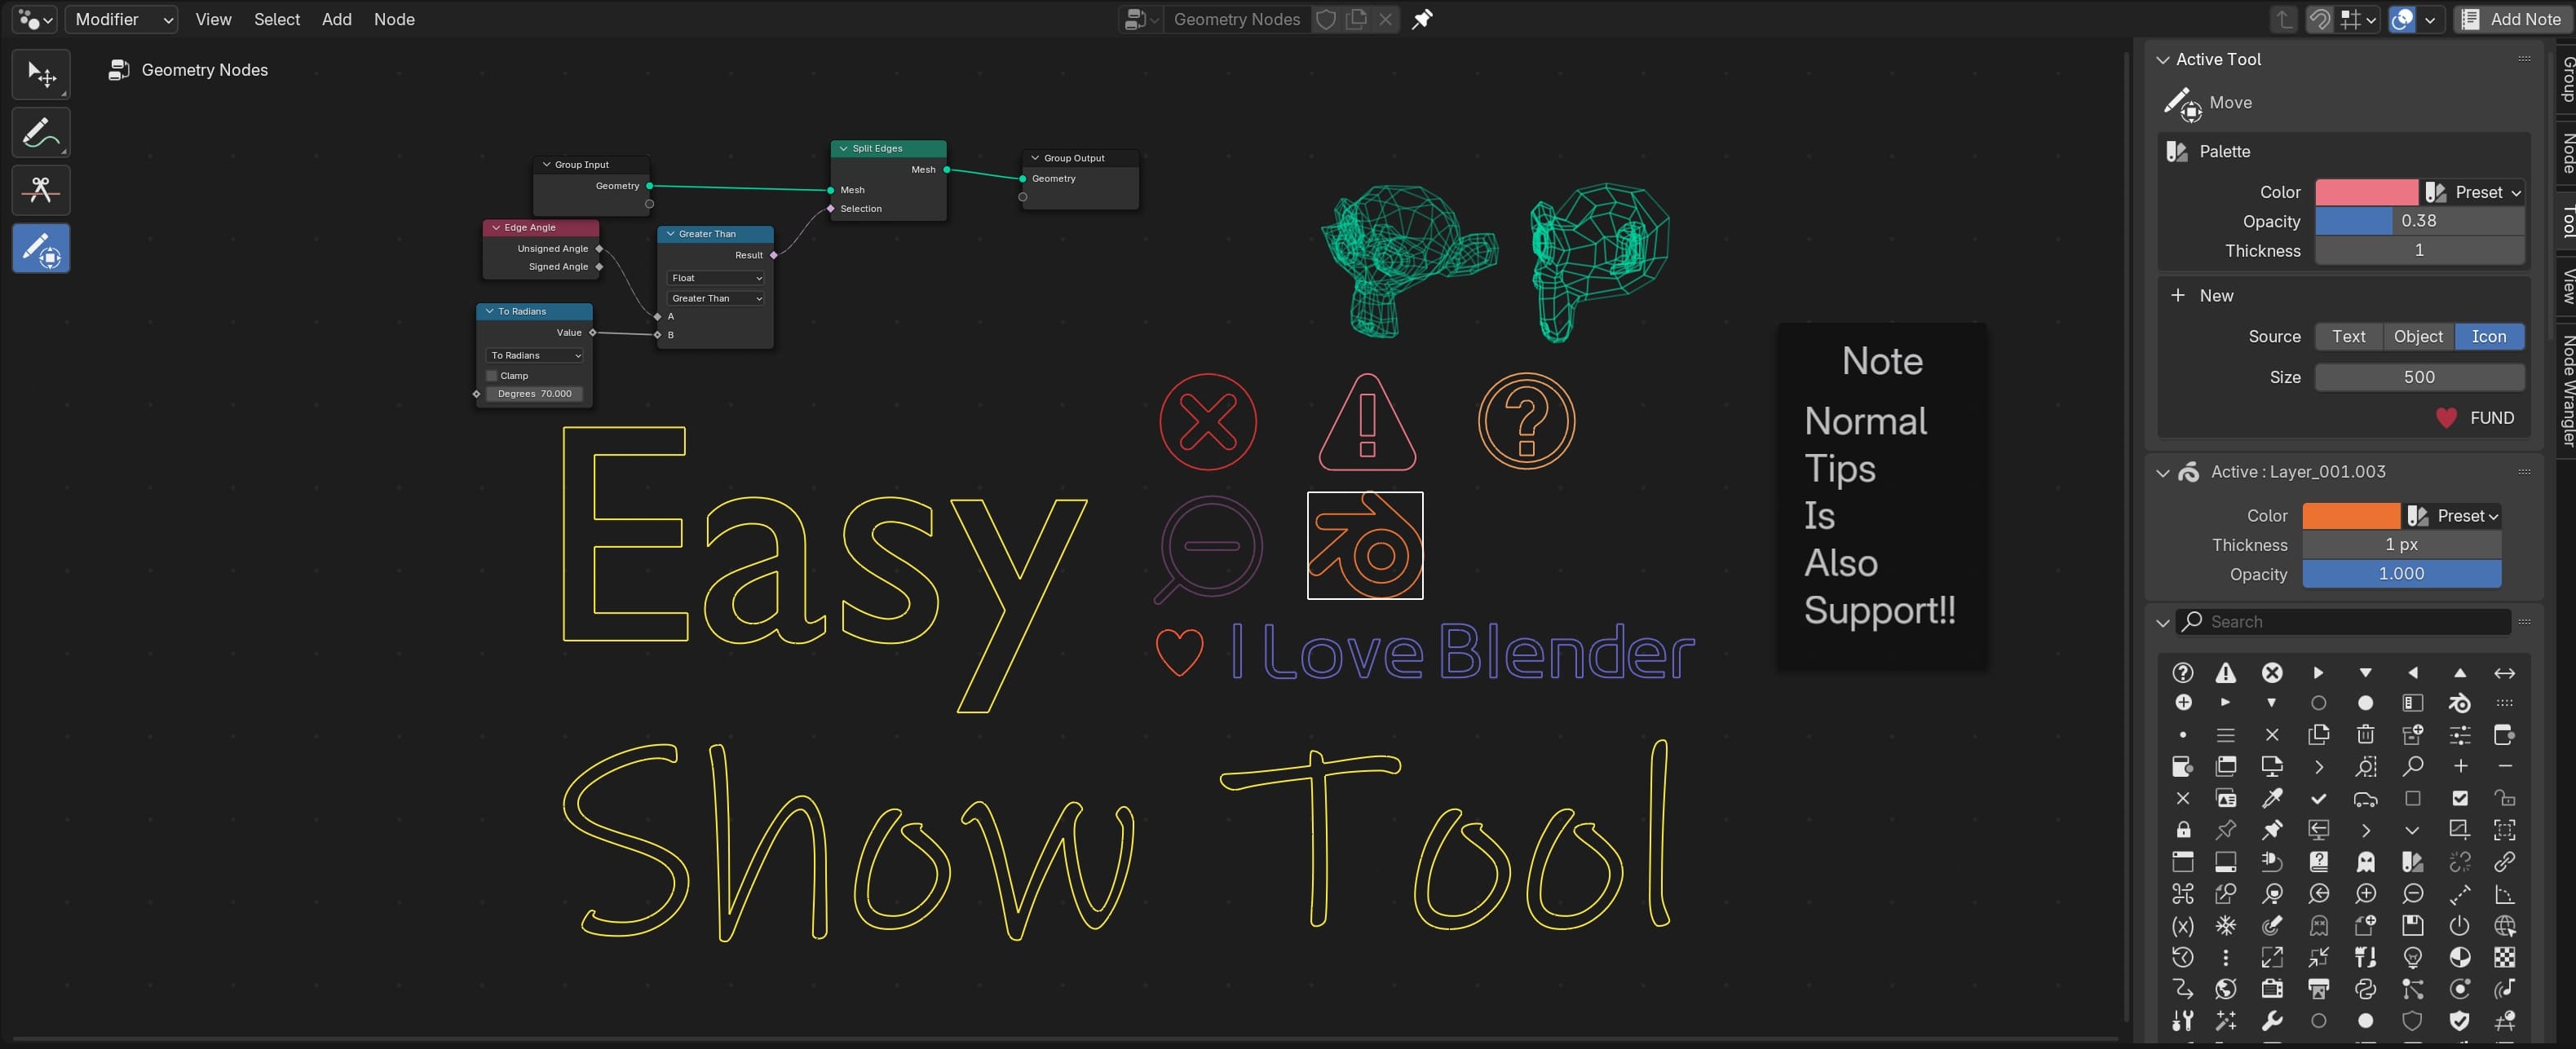 Modifier View Select Add Node Geometry Nodes Add Note
Geometry Nodes
Group Input
Geometry
Split Edges
Mesh
Mesh
Selection
Group Output
Geometry
Edge Angle
Unsigned Angle
Signed Angle
Greater Than
Result
Float
Greater Than
A
B
To Radians
Value
To Radians
Clamp
Degrees 70.000
Easy
Show Tool
I Love Blender
Note
Normal
Tips
Is
Also
Support!!
Active Tool
Move
Palette
Color Preset
Opacity 0.38
Thickness 1
New
Source Text Object Icon
Size 500
FUND
Active : Layer_001.003
Color Preset
Thickness 1 px
Opacity 1.000
Search
Group
Node
Tool
View
Node Wrangler